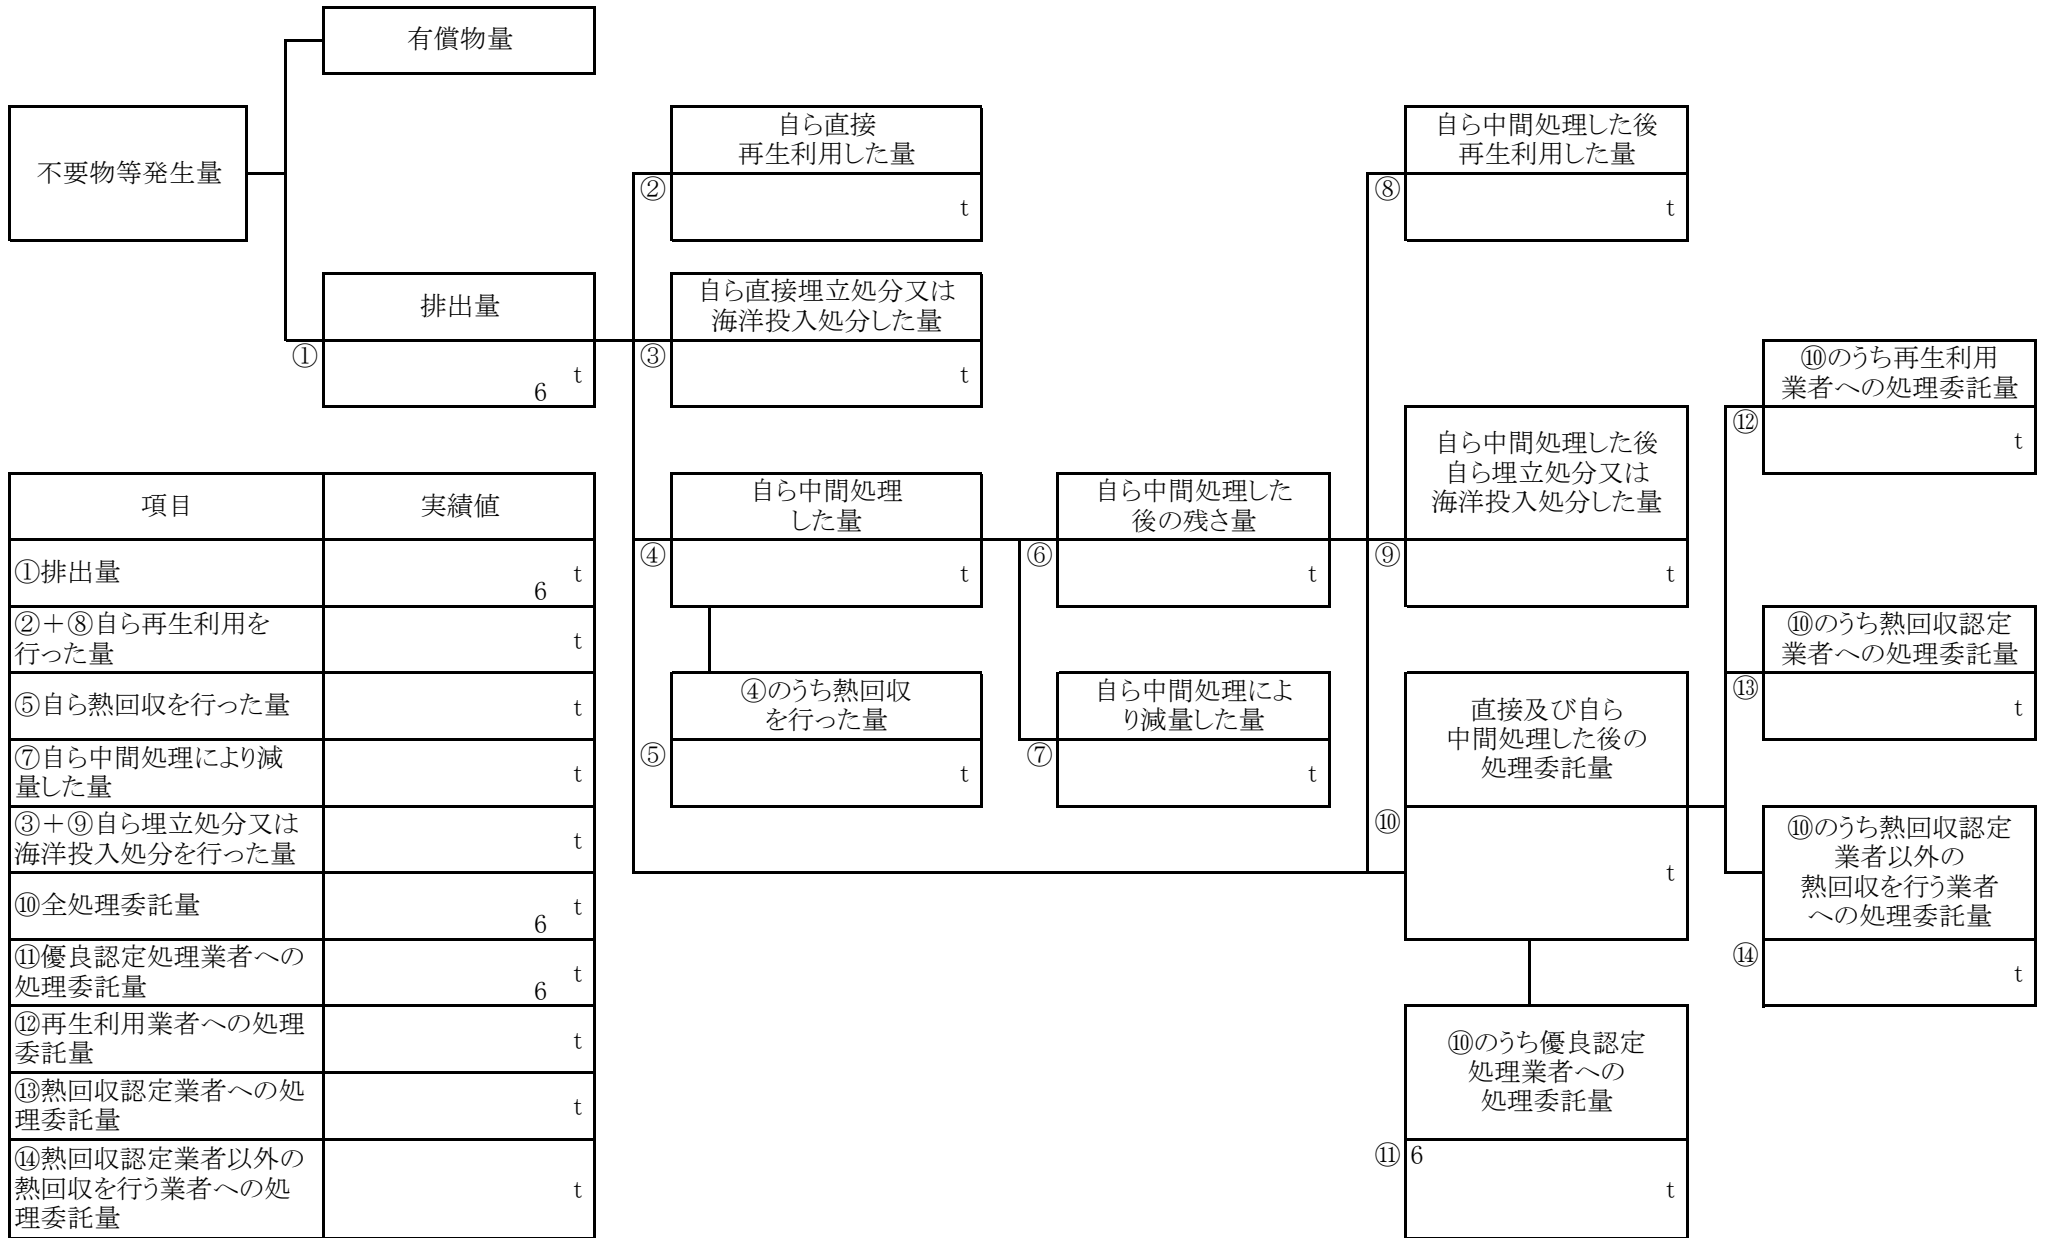 有償物量
不要物等発生量
排出量
①
6
t
自ら直接
再生利用した量
②
t
自ら直接埋立処分又は
海洋投入処分した量
③
t
自ら中間処理
した量
④
t
④のうち熱回収
を行った量
⑤
t
自ら中間処理した
後の残さ量
⑥
t
自ら中間処理によ
り減量した量
⑦
t
自ら中間処理した後
再生利用した量
⑧
t
自ら中間処理した後
自ら埋立処分又は
海洋投入処分した量
⑨
t
直接及び自ら
中間処理した後の
処理委託量
⑩
t
⑩のうち優良認定
処理業者への
処理委託量
⑪
6
t
⑩のうち再生利用
業者への処理委託量
⑫
t
⑩のうち熱回収認定
業者への処理委託量
⑬
t
⑩のうち熱回収認定
業者以外の
熱回収を行う業者
への処理委託量
⑭
t
項目 実績値
①排出量 6 t
②＋⑧自ら再生利用を
行った量 t
⑤自ら熱回収を行った量 t
⑦自ら中間処理により減
量した量 t
③＋⑨自ら埋立処分又は
海洋投入処分を行った量 t
⑩全処理委託量 6 t
⑪優良認定処理業者への
処理委託量 6 t
⑫再生利用業者への処理
委託量 t
⑬熱回収認定業者への処
理委託量 t
⑭熱回収認定業者以外の
熱回収を行う業者への処
理委託量 t